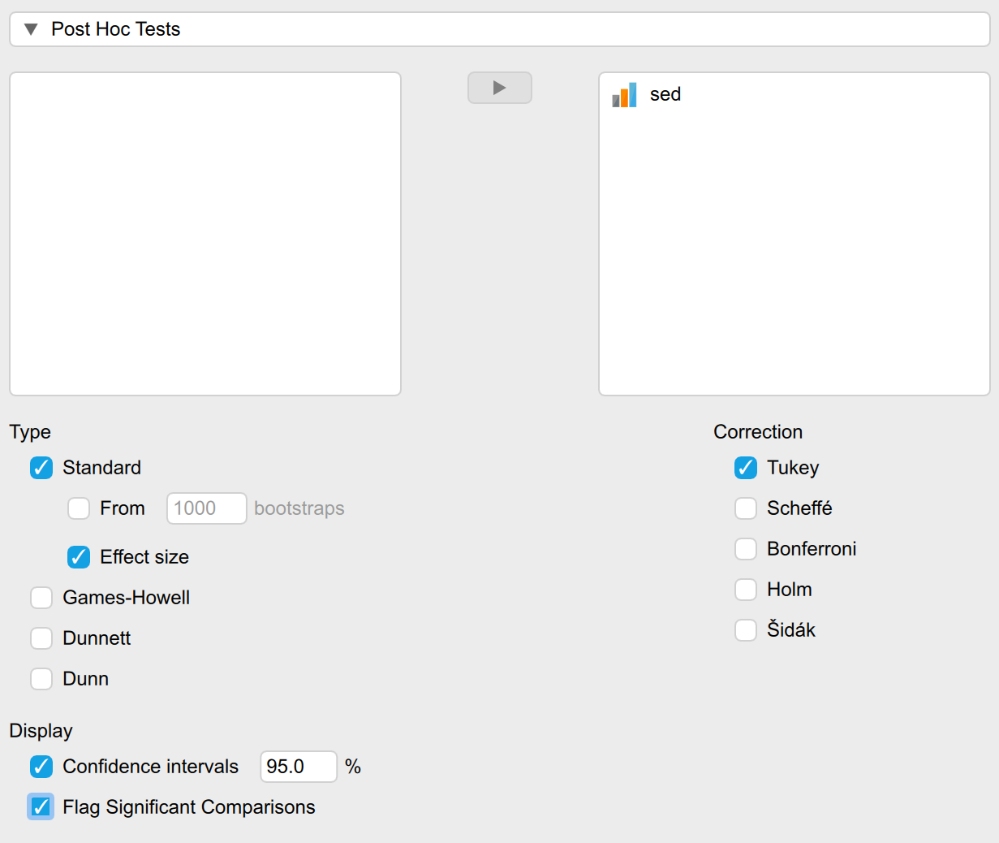 Post Hoc Tests
sed
Type
Standard
From 1000 bootstraps
Effect size
Games-Howell
Dunnett
Dunn
Correction
Tukey
Scheffé
Bonferroni
Holm
Šidák
Display
Confidence intervals 95.0 %
Flag Significant Comparisons